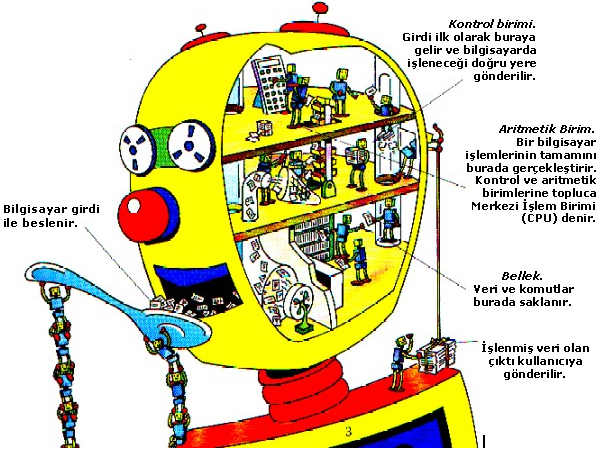 Kontrol birimi.
Girdi ilk olarak buraya
gelir ve bilgisayarda
işleneceği doğru yere
gönderilir.
Aritmetik Birim.
Bir bilgisayar
işlemlerinin tamamını
burada gerçekleştirir.
Kontrol ve aritmetik
birimlerine topluca
Merkezi İşlem Birimi
(CPU) denir.
Bilgisayar girdi
ile beslenir.
Bellek.
Veri ve komutlar
burada saklanır.
İşlenmiş veri olan
çıktı kullanıcıya
gönderilir.
3